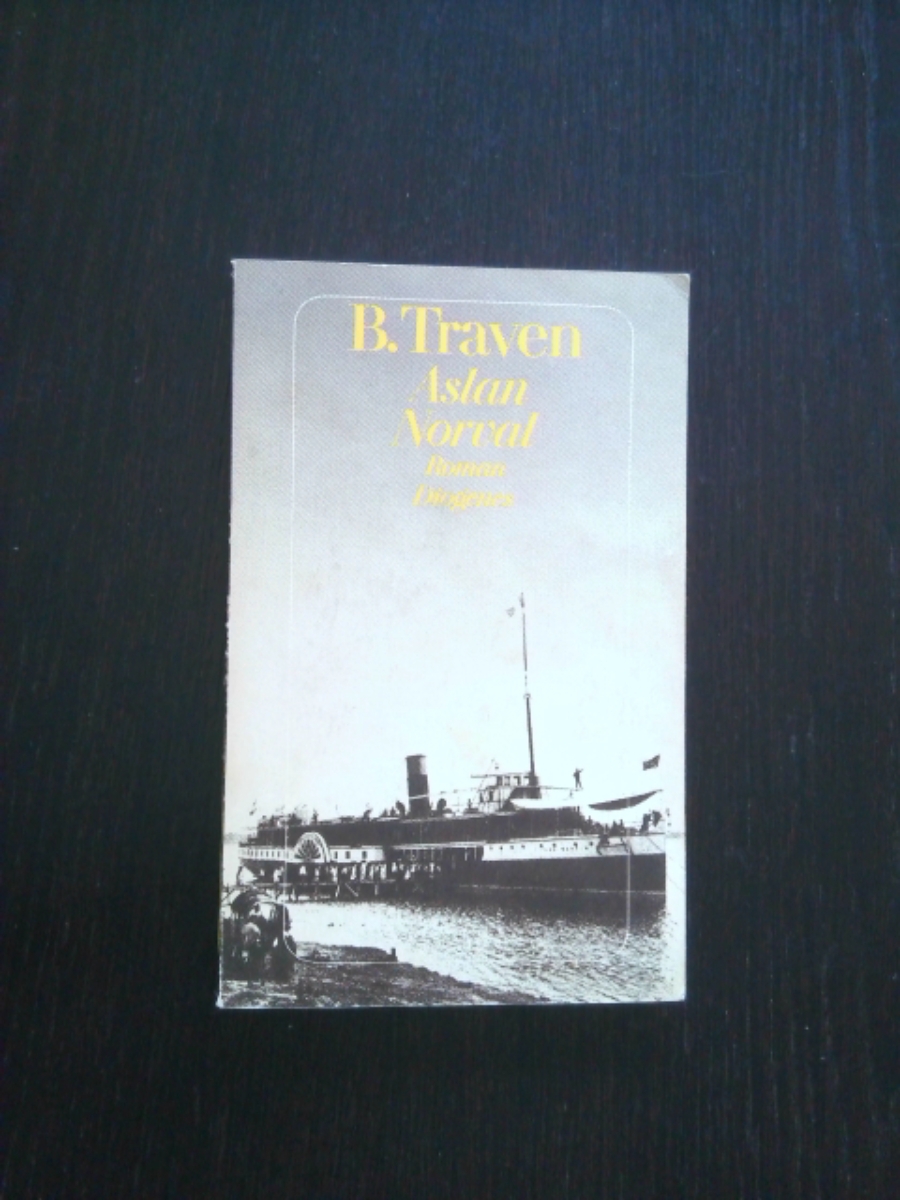 B. Traven
Aslan
Norval
Roman
Diogenes